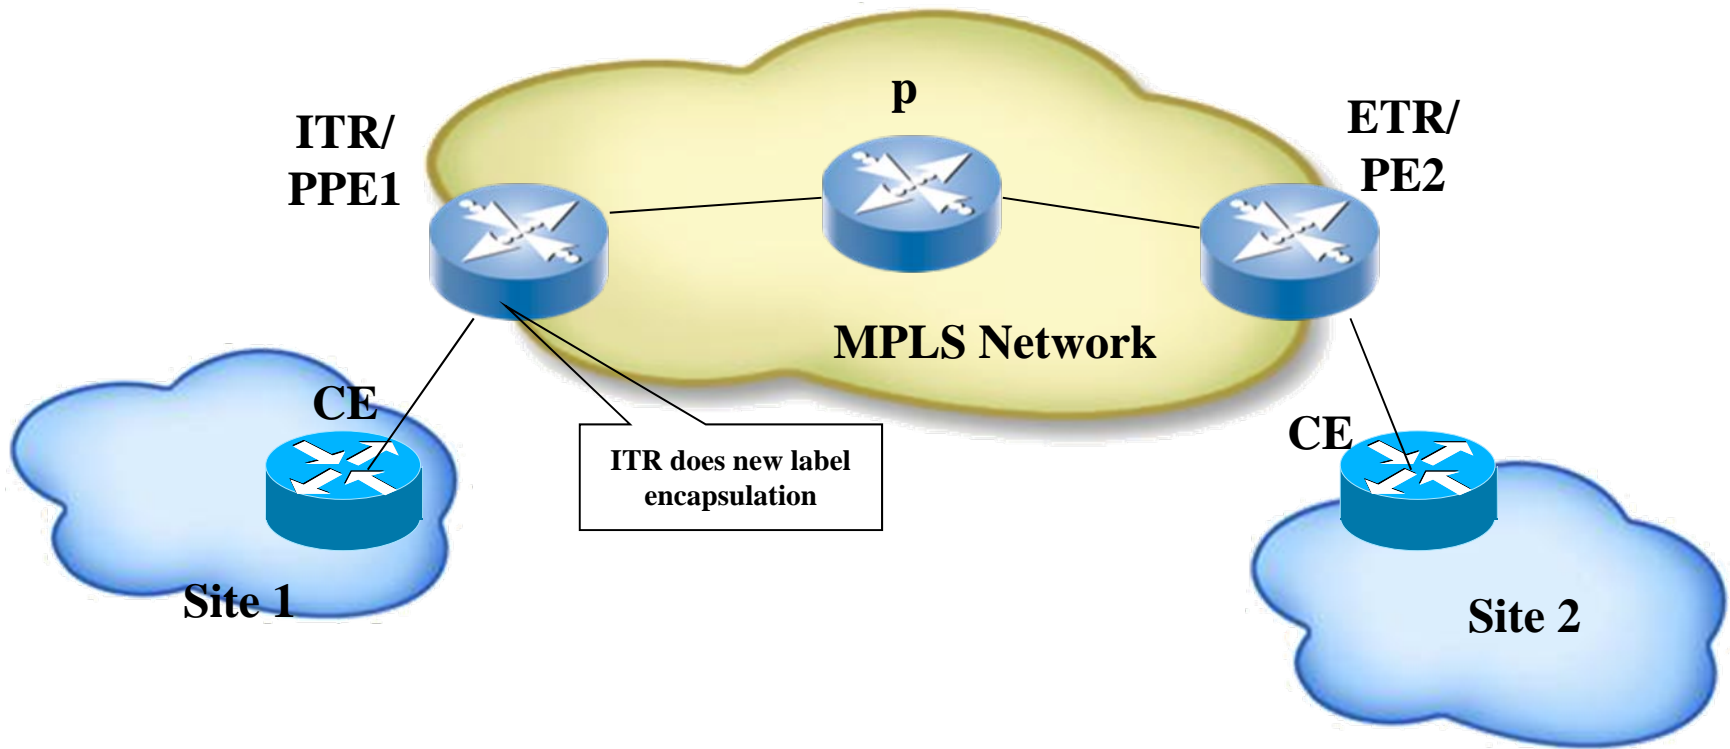 p
ITR/
PPE1
ETR/
PE2
MPLS Network
CE
CE
ITR does new label
encapsulation
Site 1
Site 2